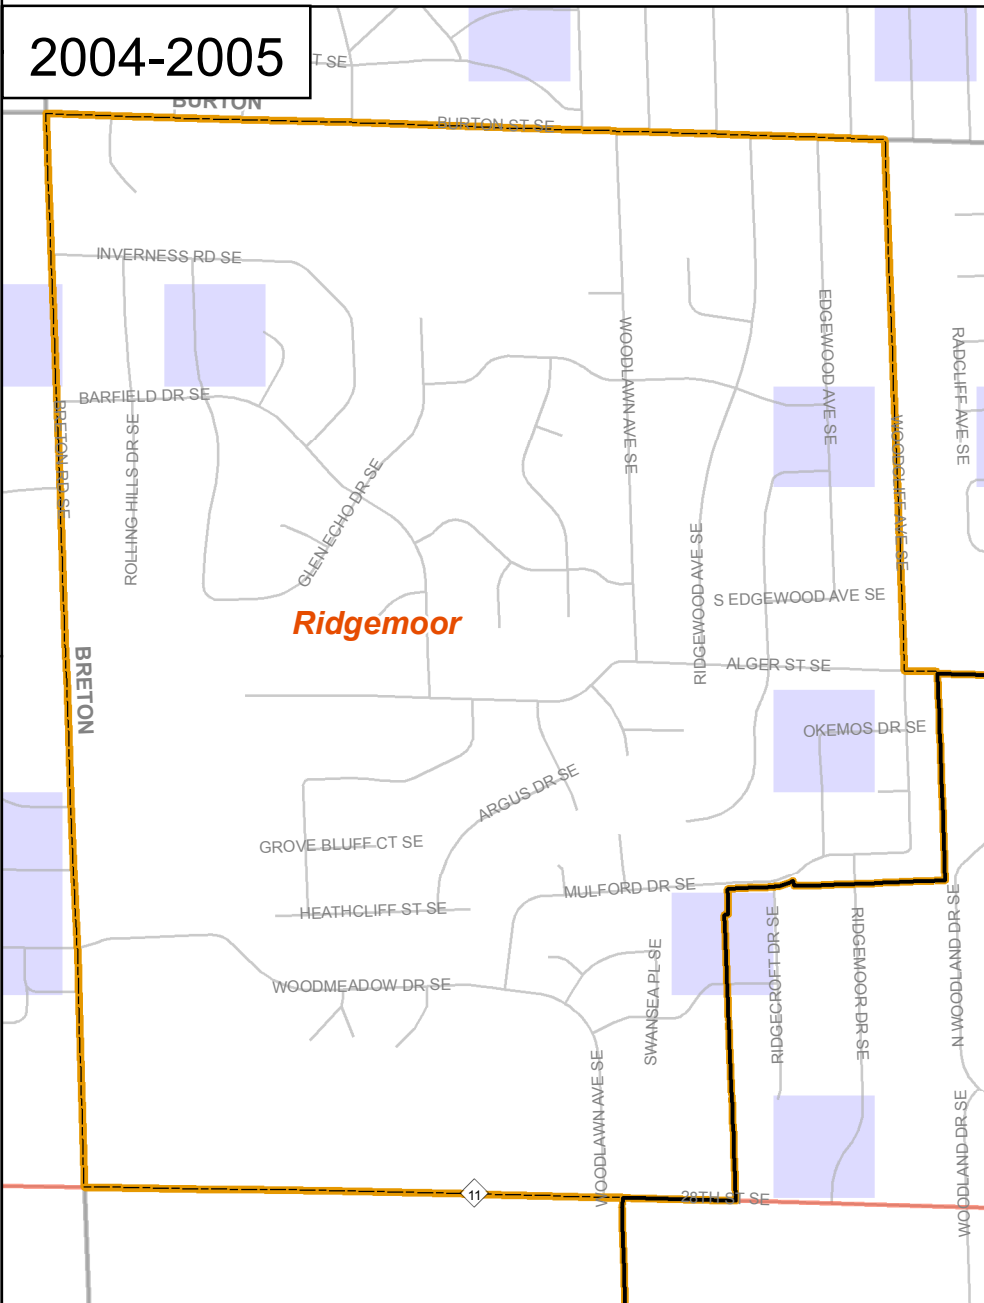 2004-2005
T SE
BURTON
BURTON ST SE
INVERNESS RD SE
EDGEWOOD AVE SE
WOODLAWN AVE SE
RADCLIFF AVE SE
BARFIELD DR SE
BRETON RD SE
ROLLING HILLS DR SE
WOODCLIFF AVE SE
GLEN ECHO DR SE
RIDGEWOOD AVE SE
S EDGEWOOD AVE SE
Ridgemoor
BRETON
ALGER ST SE
OKEMOS DR SE
ARGUS DR SE
GROVE BLUFF CT SE
MULFORD DR SE
HEATHCLIFF ST SE
N WOODLAND DR SE
RIDGECROFT DR SE
RIDGEMOOR DR SE
SWANSEA PL SE
WOODMEADOW DR SE
WOODLAWN AVE SE
WOODLAND DR SE
11
28TH ST SE